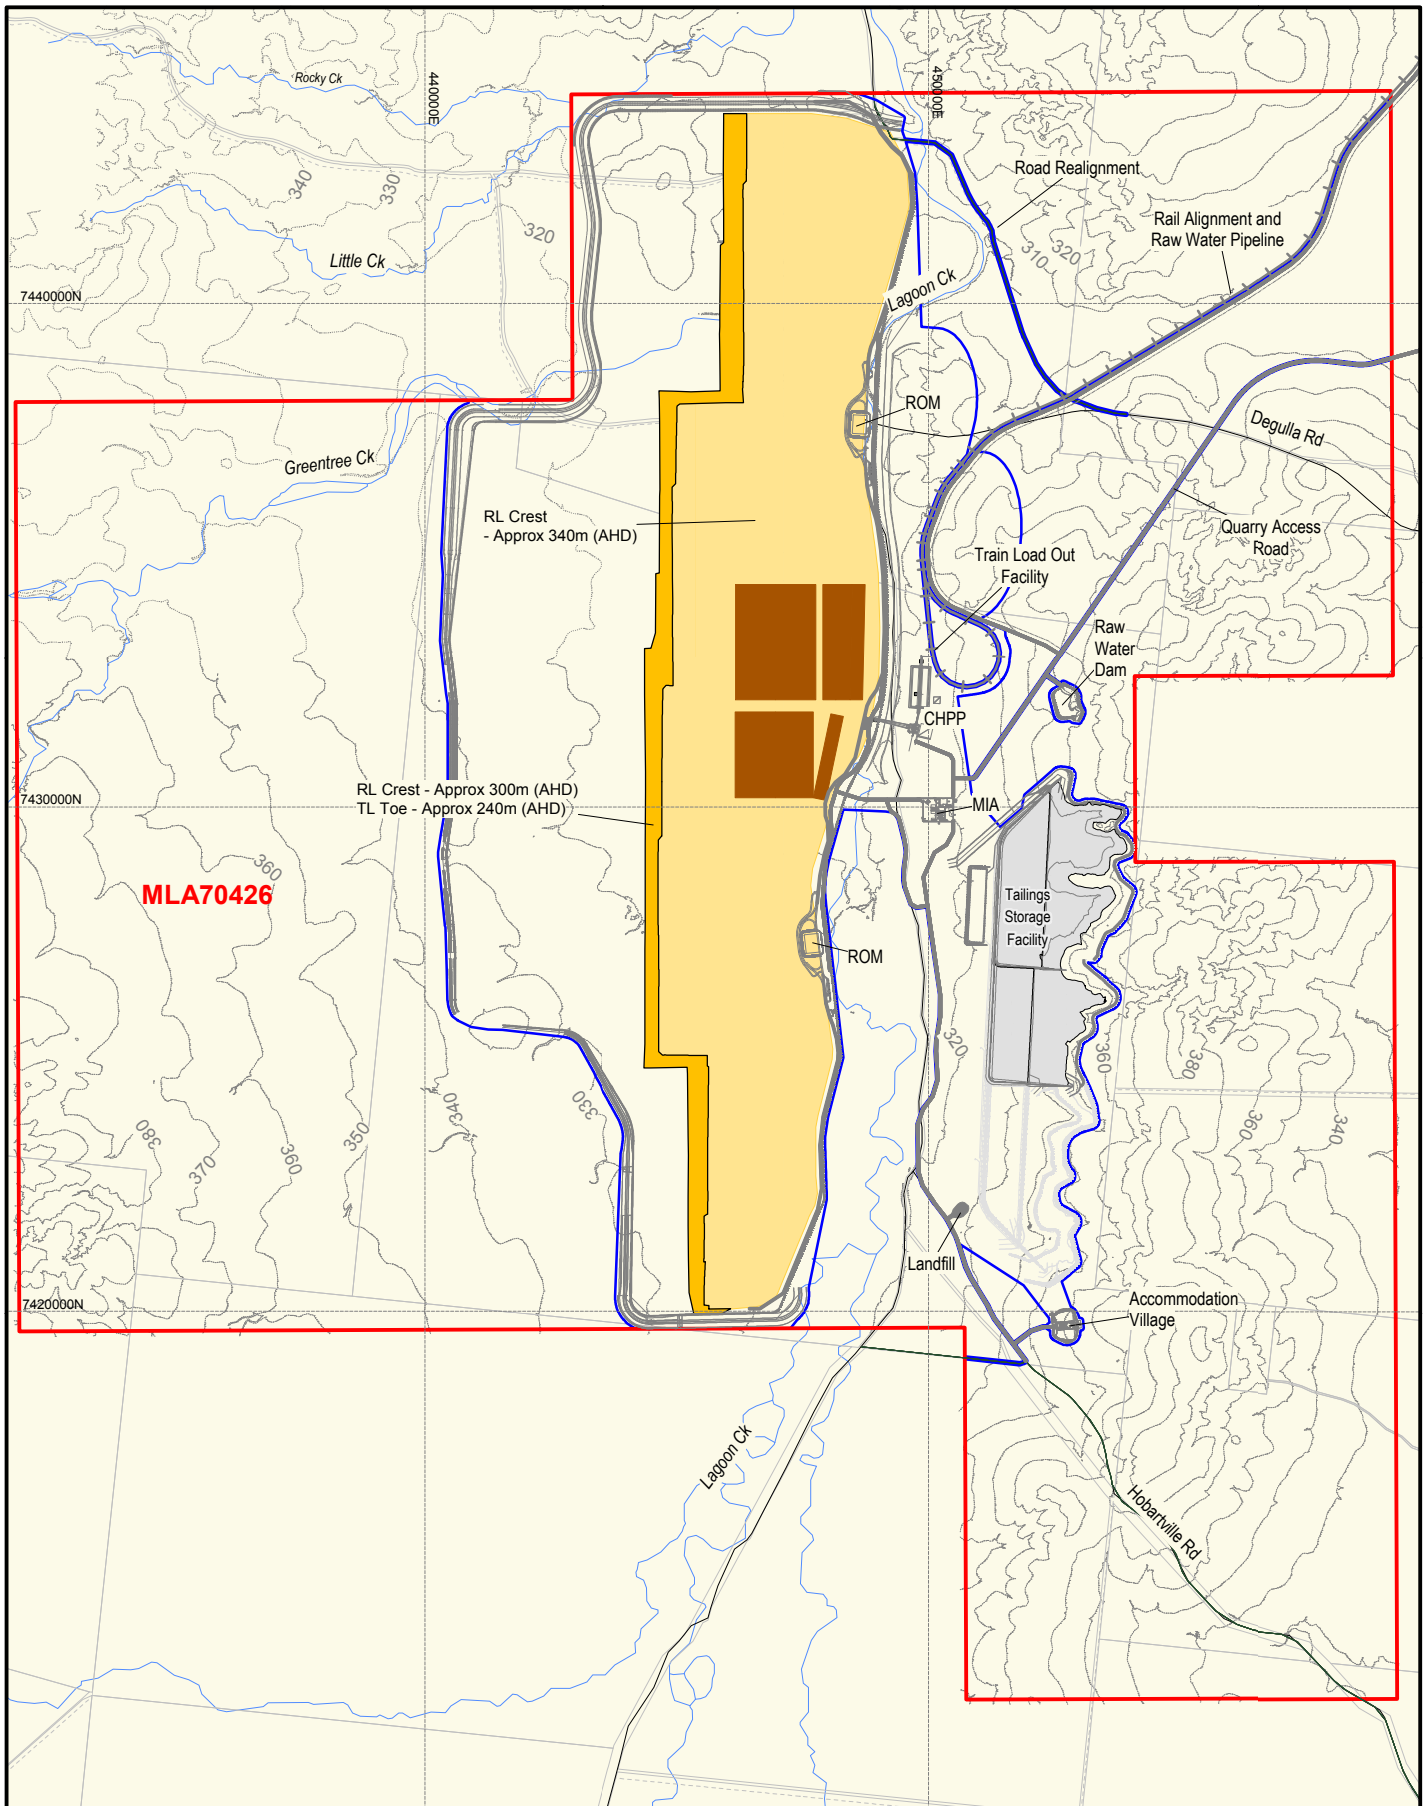 Rocky Ck
440000E
450000E
Road Realignment
340
330
Rail Alignment and
Raw Water Pipeline
320
Little Ck
310
320
Lagoon Ck
7440000N
ROM
Degulla Rd
Greentree Ck
RL Crest
- Approx 340m (AHD)
Quarry Access
Road
Train Load Out
Facility
Raw
Water
Dam
CHPP
RL Crest - Approx 300m (AHD)
TL Toe - Approx 240m (AHD)
7430000N
MIA
360
MLA70426
Tailings
Storage
Facility
ROM
320
360
380
340
330
380
370
360
350
360
340
Landfill
7420000N
Accommodation
Village
Lagoon Ck
Hobartville Rd